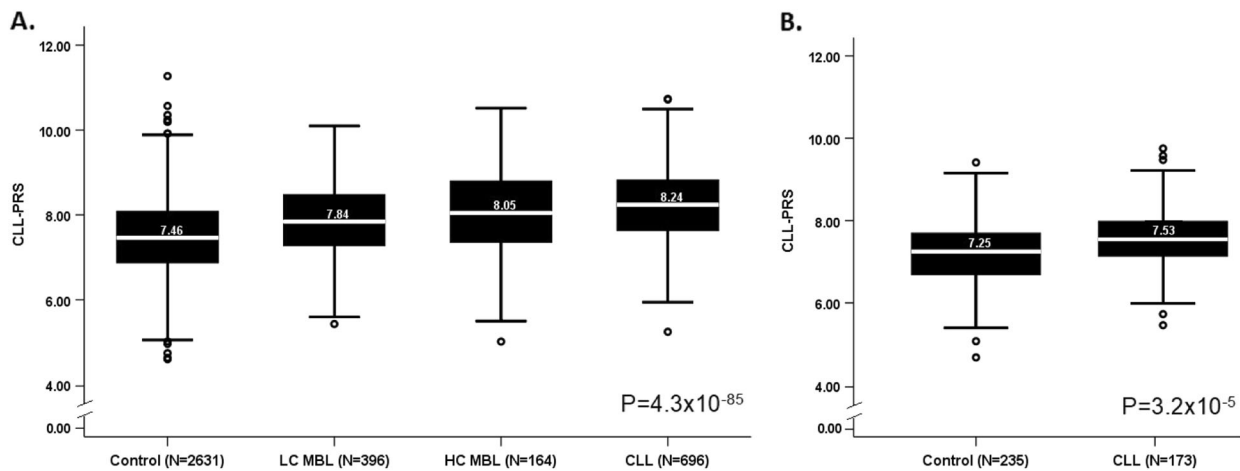 A.
CLL-PRS
12.00
10.00
8.00
6.00
4.00
0.00
7.46
7.84
8.05
8.24
P=4.3x10-85
Control (N=2631)
LC MBL (N=396)
HC MBL (N=164)
CLL (N=696)
B.
CLL-PRS
12.00
10.00
8.00
6.00
4.00
0.00
7.25
7.53
P=3.2x10-5
Control (N=235)
CLL (N=173)